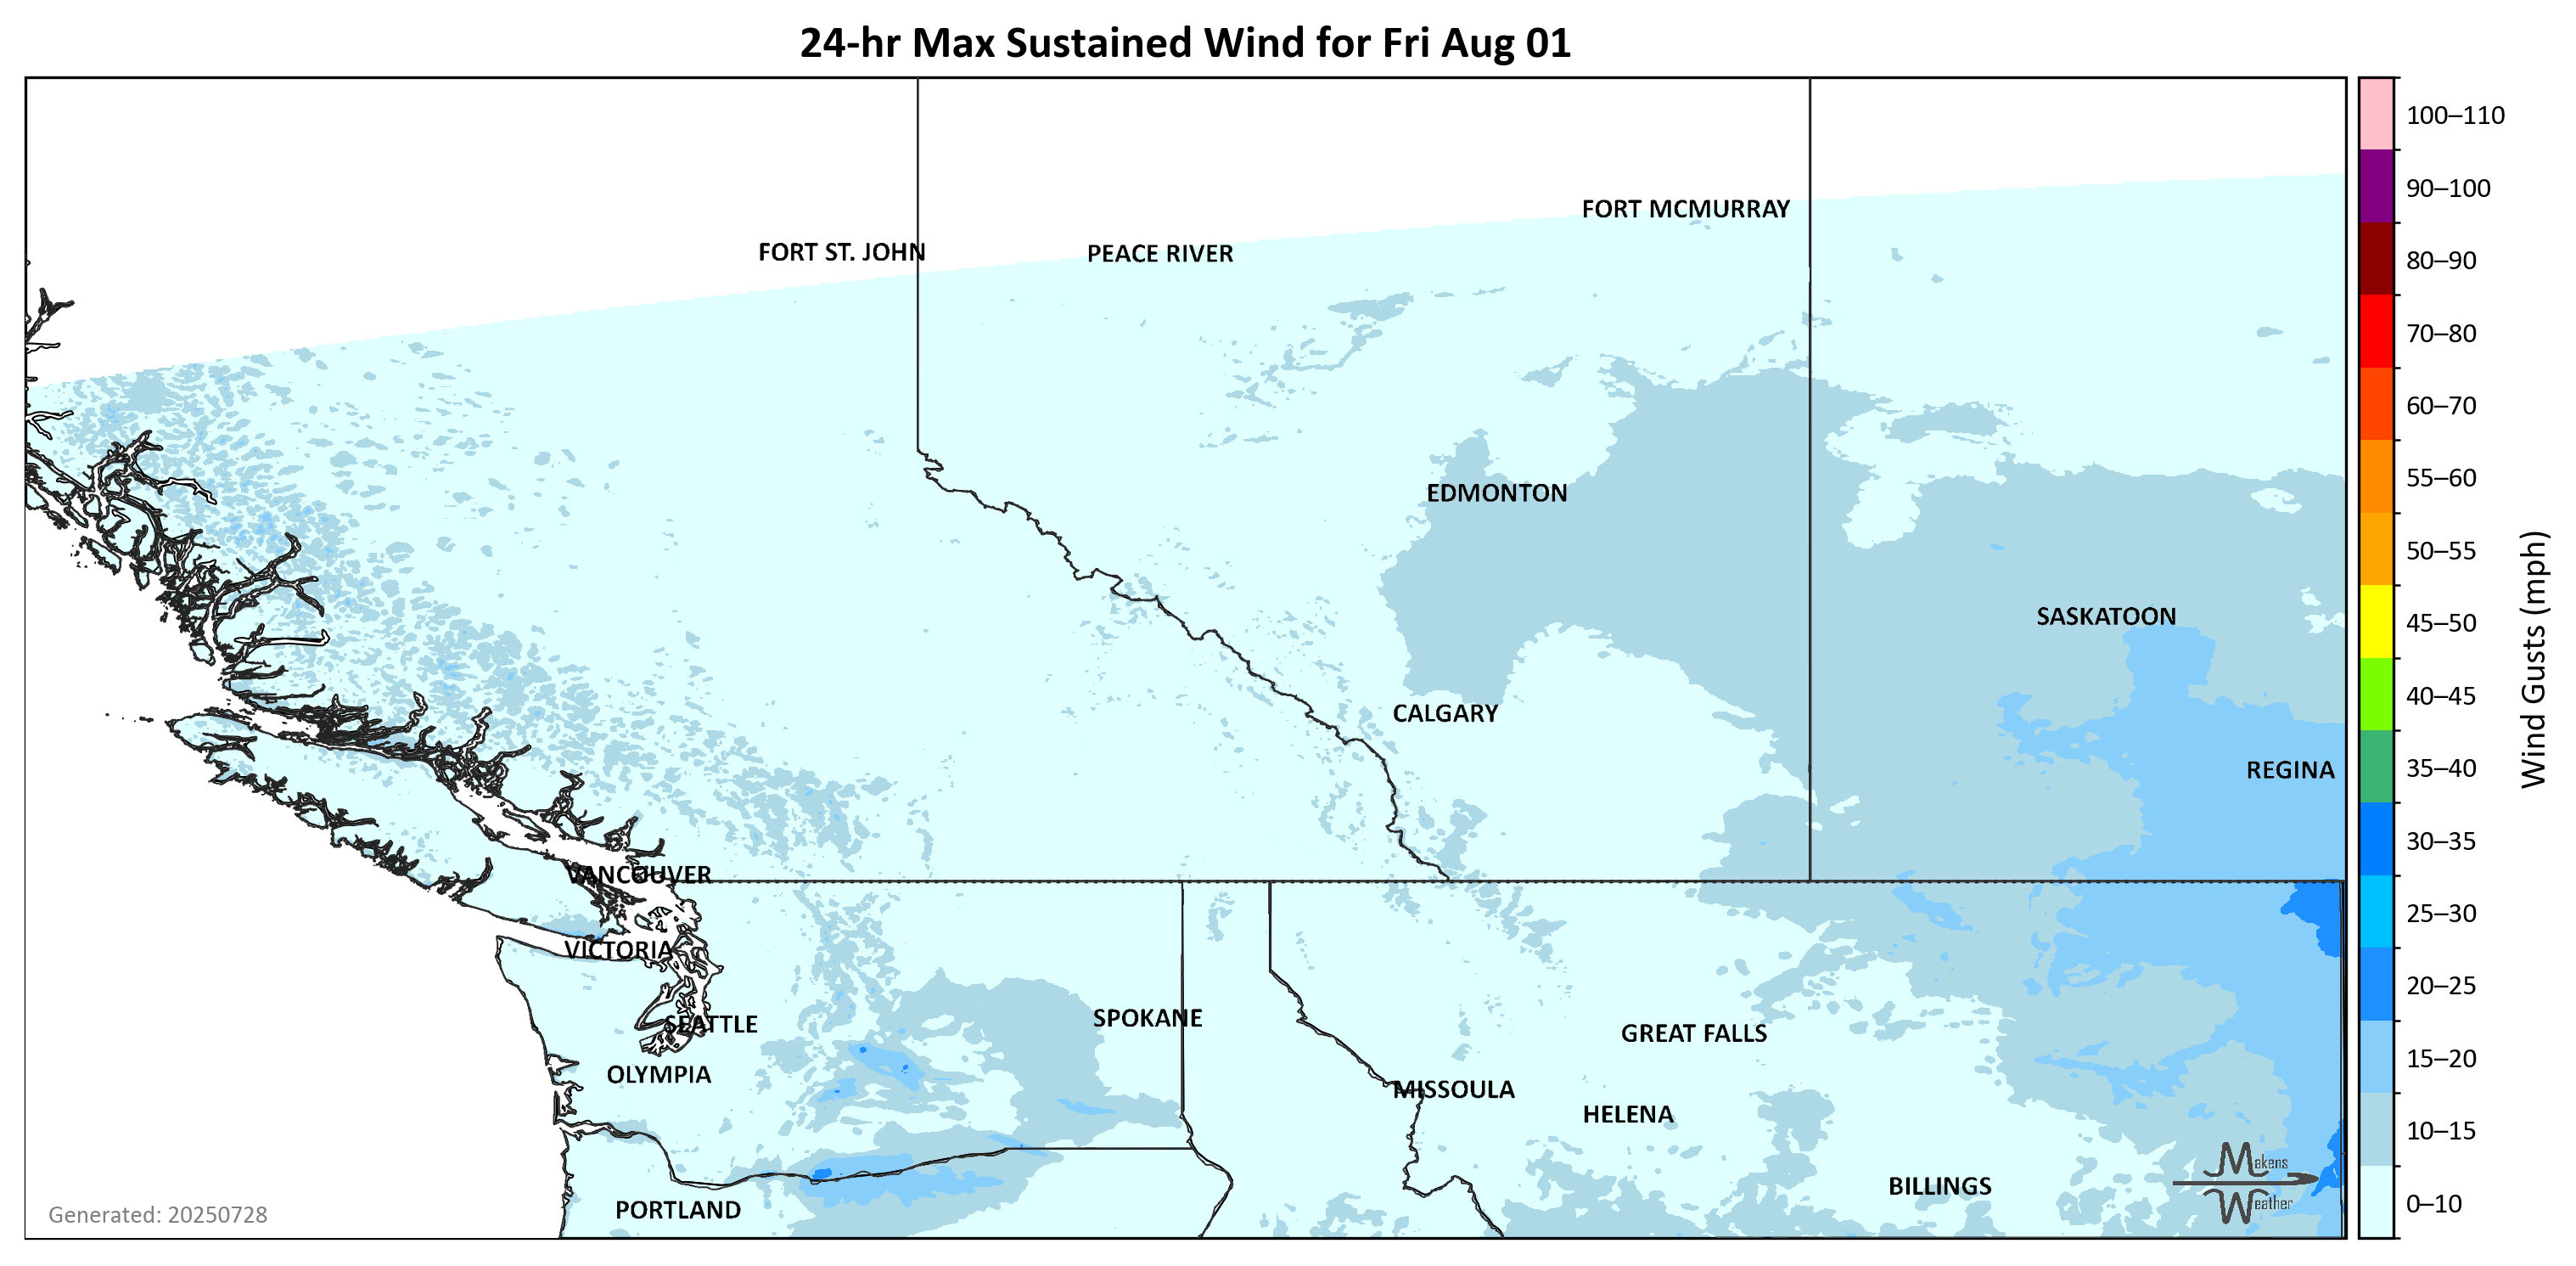 24-hr Max Sustained Wind for Fri Aug 01
100–110
90–100
80–90
70–80
60–70
55–60
50–55
45–50
40–45
35–40
30–35
25–30
20–25
15–20
10–15
0–10
Wind Gusts (mph)
FORT MCMURRAY
FORT ST. JOHN
PEACE RIVER
EDMONTON
SASKATOON
CALGARY
REGINA
VANCOUVER
VICTORIA
SEATTLE
SPOKANE
GREAT FALLS
OLYMPIA
MISSOULA
HELENA
BILLINGS
PORTLAND
Makens
Weather
Generated: 20250728